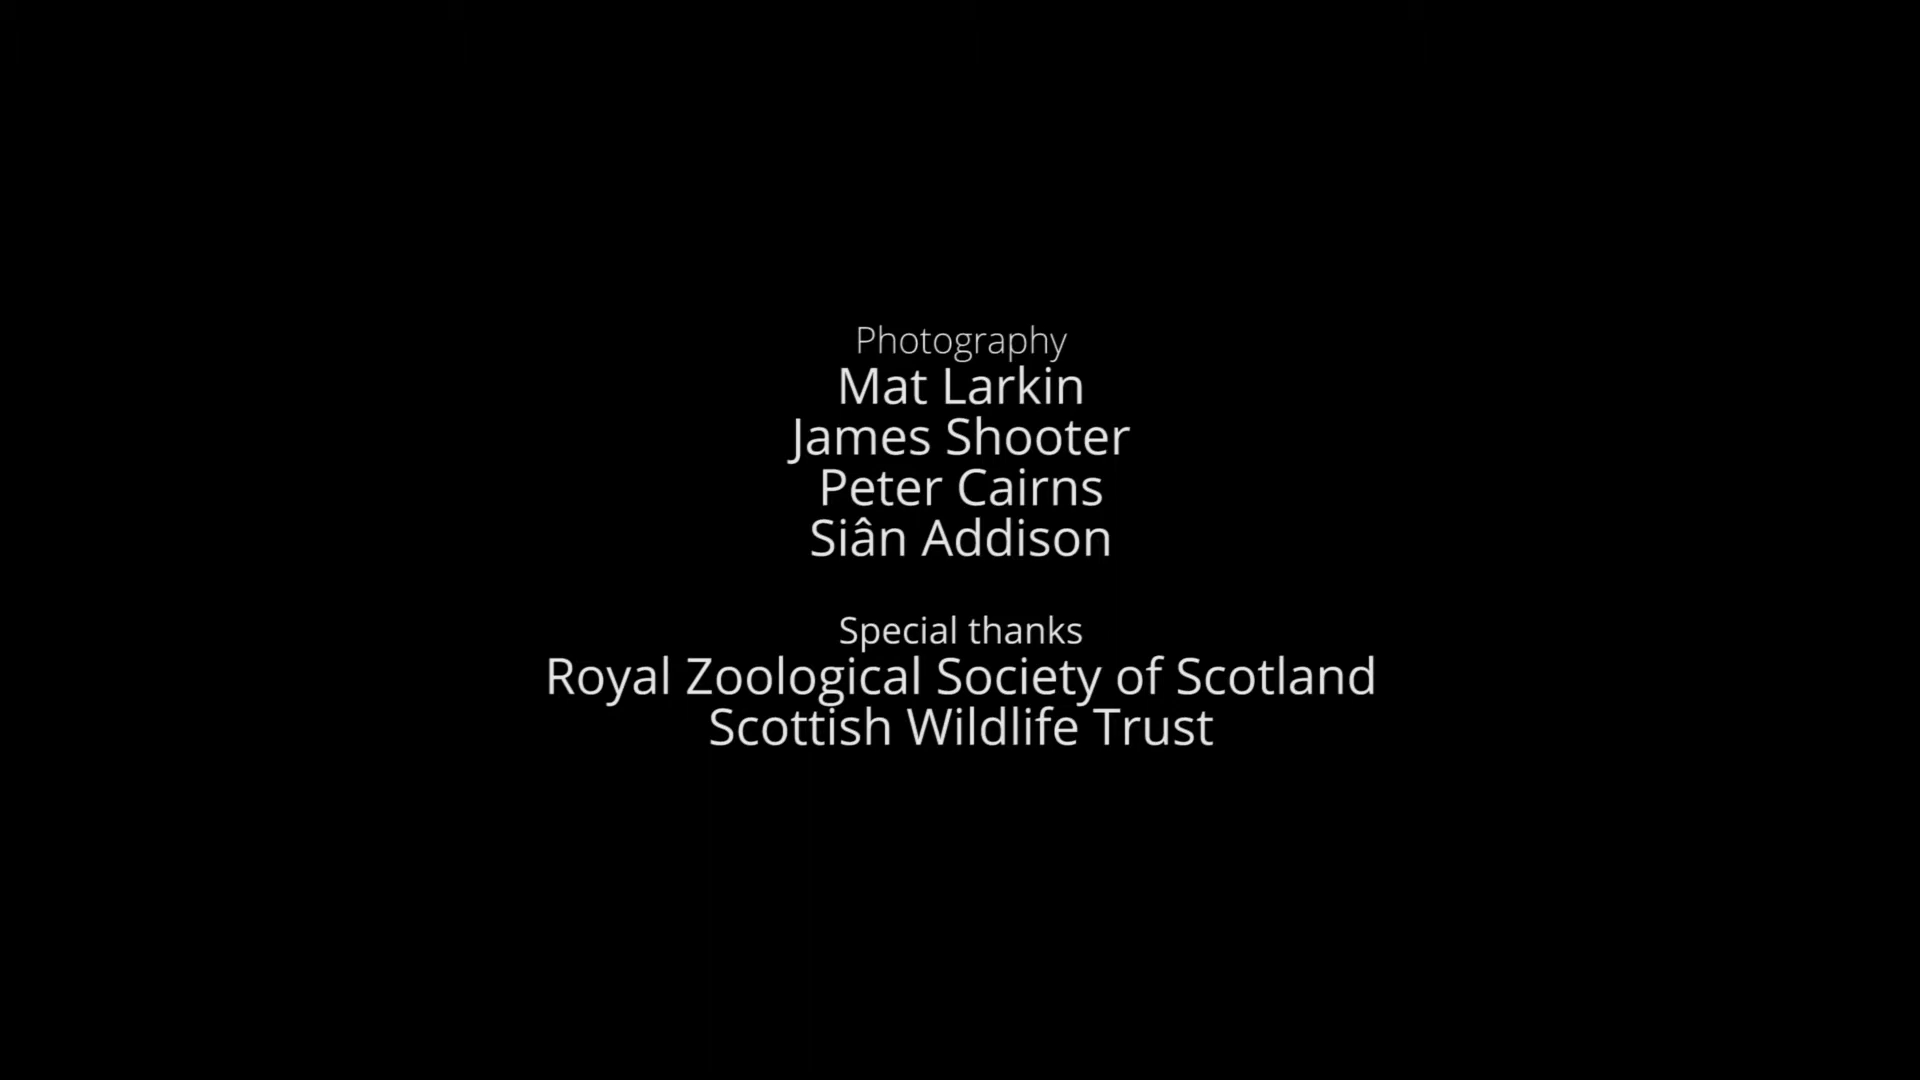 Photography
Mat Larkin
James Shooter
Peter Cairns
Siân Addison
Special thanks
Royal Zoological Society of Scotland
Scottish Wildlife Trust